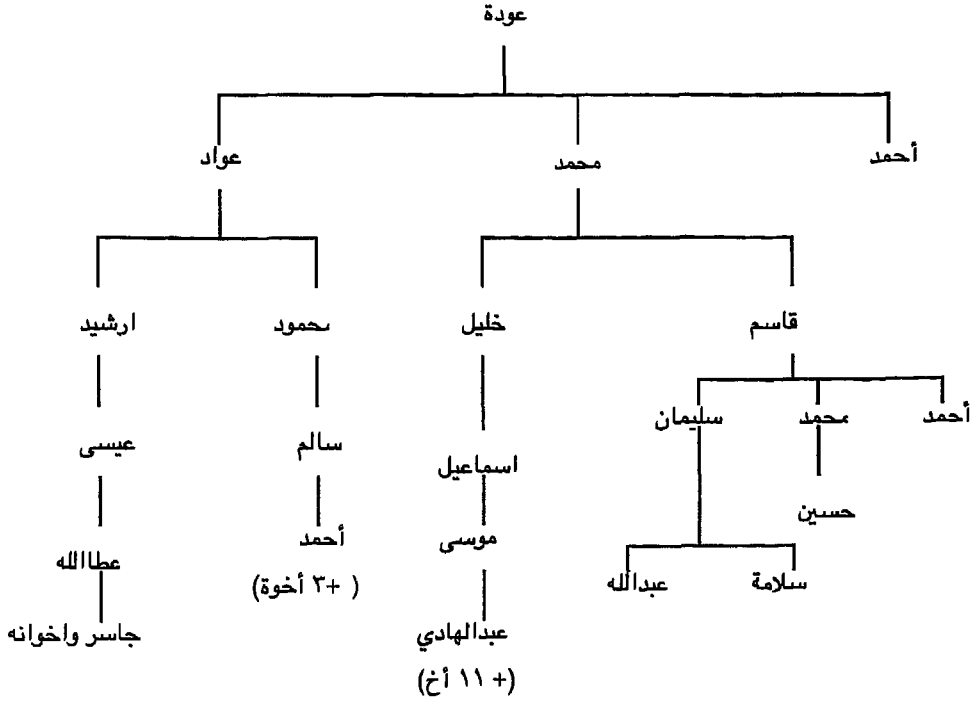 عودة
أحمد محمد عواد
قاسم خليل محمود ارشيد
أحمد محمد سليمان
سالم عيسى
اسماعيل
حسين
موسى أحمد
عطاالله
سلامة عبدالله
(+ ٣ أخوة)
عبدالهادي جاسر واخوانه
(+ ١١ أخ)